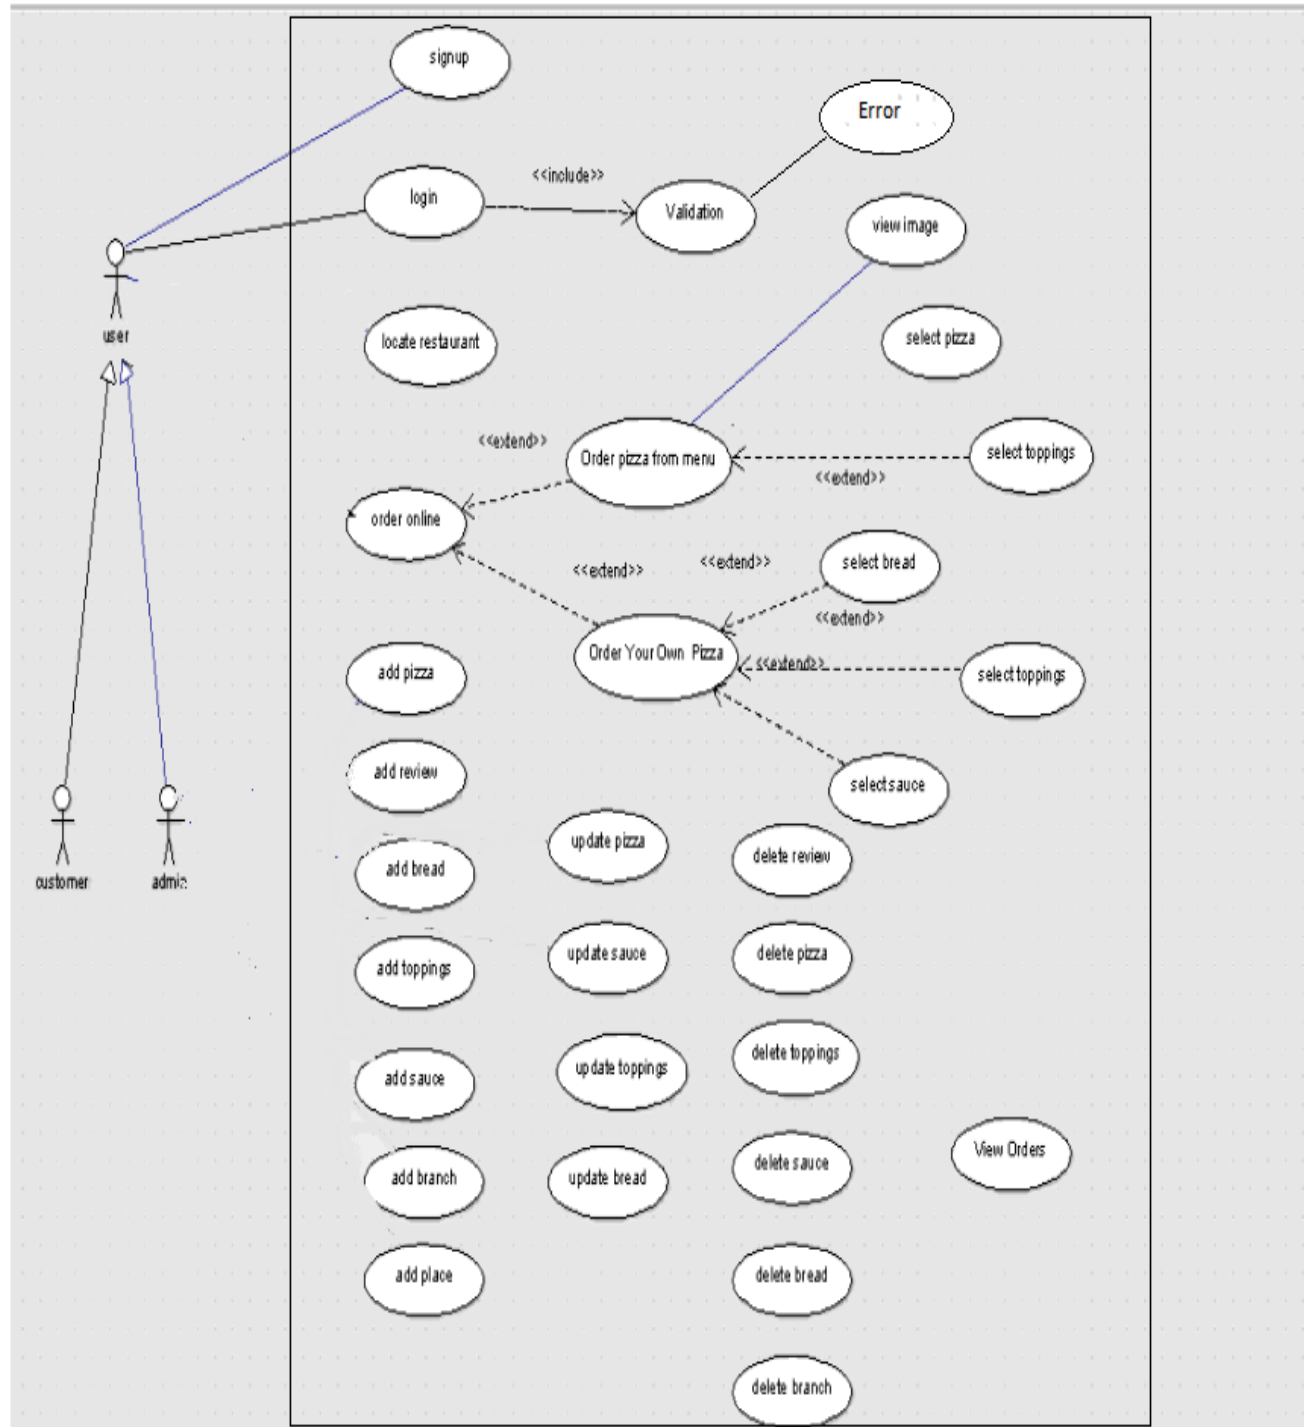 signup
Error
<<include>>
login
Validation
view image
user
locate restaurant
select pizza
<<extend>>
Order pizza from menu
select toppings
<<extend>>
order online
<<extend>>
<<extend>>
select bread
<<extend>>
Order Your Own Pizza
<<extend>>
select toppings
add pizza
add review
select sauce
update pizza
delete review
add bread
customer
update sauce
delete pizza
add toppings
delete toppings
update toppings
add sauce
View Orders
delete sauce
add branch
update bread
add place
delete bread
delete branch